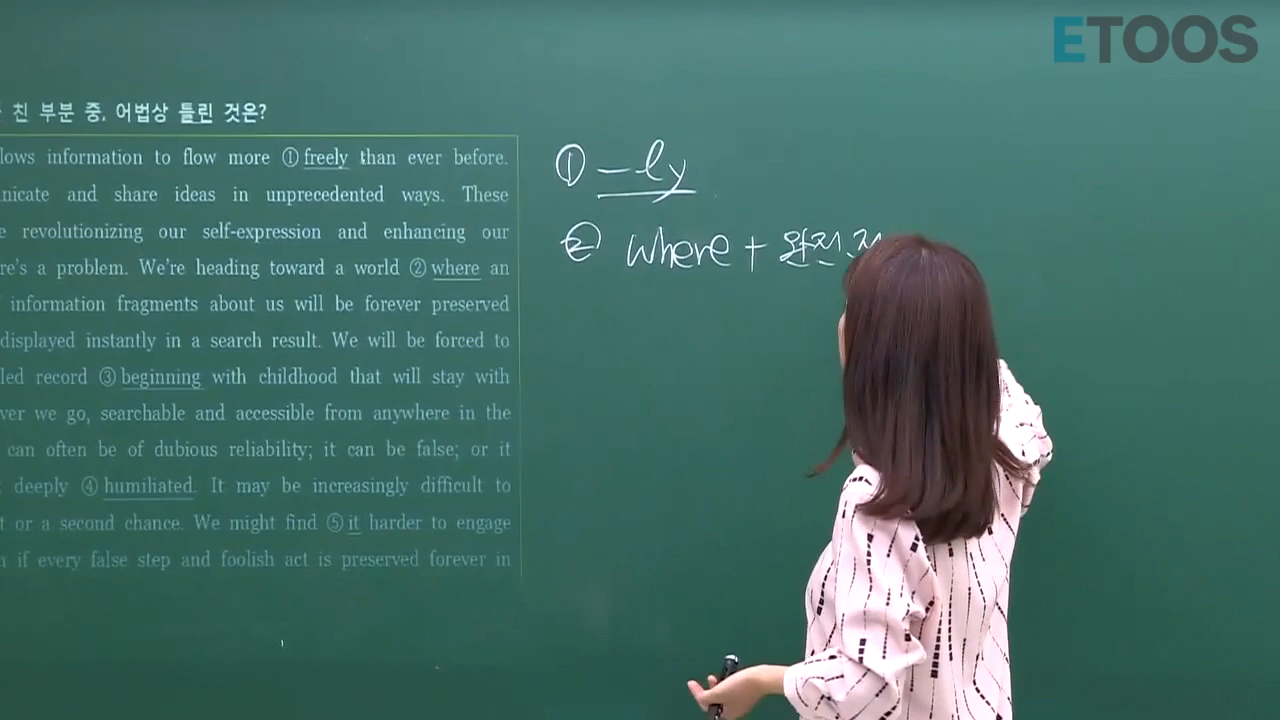 ETOOS
친 부분 중, 어법상 틀린 것은?
lows information to flow more ① freely than ever before.
nicate and share ideas in unprecedented ways. These
e revolutionizing our self-expression and enhancing our
re's a problem. We're heading toward a world ② where an
information fragments about us will be forever preserved
displayed instantly in a search result. We will be forced to
led record ③ beginning with childhood that will stay with
ver we go, searchable and accessible from anywhere in the
can often be of dubious reliability; it can be false; or it
deeply ④ humiliated. It may be increasingly difficult to
t or a second chance. We might find ⑤ it harder to engage
if every false step and foolish act is preserved forever in
① -ly
② where + 완전